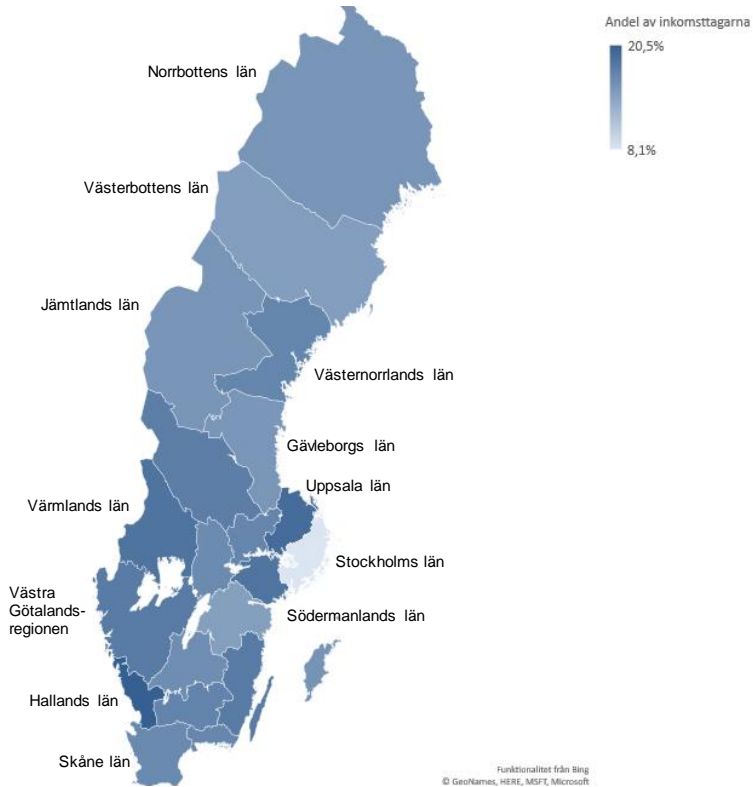 Andel av inkomsttagarna
20,5%
8,1%
Norrbottens län
Västerbottens län
Jämtlands län
Västernorrlands län
Gävleborgs län
Uppsala län
Värmlands län
Stockholms län
Västra
Götalands-
regionen
Södermanlands län
Hallands län
Skåne län
Funktionalitet från Bing
© GeoNames, HERE, MSFT, Microsoft